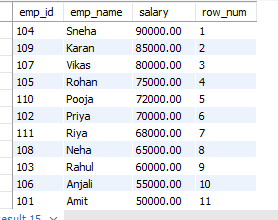 emp_id emp_name salary row_num
104 Sneha 90000.00 1
109 Karan 85000.00 2
107 Vikas 80000.00 3
105 Rohan 75000.00 4
110 Pooja 72000.00 5
102 Priya 70000.00 6
111 Riya 68000.00 7
108 Neha 65000.00 8
103 Rahul 60000.00 9
106 Anjali 55000.00 10
101 Amit 50000.00 11
esult 15